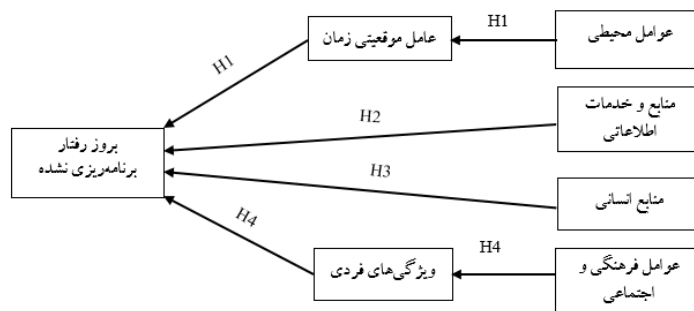 عوامل محیطی
H1
عامل موقعیتی زمان
H1
منابع و خدمات
اطلاعاتی
H2
بروز رفتار
برنامه‌ریزی نشده
H3
منابع انسانی
H4
ویژگی‌های فردی
H4
عوامل فرهنگی و
اجتماعی